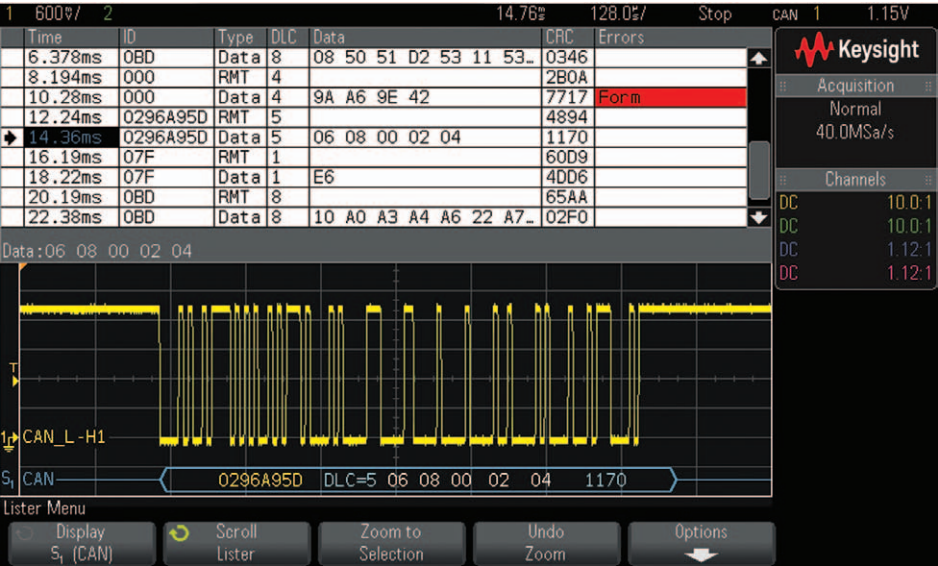 1 600▽/ 2 14.76s 128.0s/ Stop CAN 1 1.15V
Time ID Type DLC Data CRC Errors
6.378ms 0BD Data 8 08 50 51 D2 53 11 53… 0346
8.194ms 000 RMT 4 2B0A
10.28ms 000 Data 4 9A A6 9E 42 7717 Form
12.24ms 0296A95D RMT 5 4894
14.36ms 0296A95D Data 5 06 08 00 02 04 1170
16.19ms 07F RMT 1 60D9
18.22ms 07F Data 1 E6 4DD6
20.19ms 0BD RMT 8 65AA
22.38ms 0BD Data 8 10 A0 A3 A4 A6 22 A7… 02F0
Data:06 08 00 02 04
Keysight
Acquisition
Normal
40.0MSa/s
Channels
DC 10.0:1
DC 10.0:1
DC 1.12:1
DC 1.12:1
T
1 CAN_L-H1
S1 CAN 0296A95D DLC=5 06 08 00 02 04 1170
Lister Menu
Display
S1 (CAN)
Scroll
Lister
Zoom to
Selection
Undo
Zoom
Options